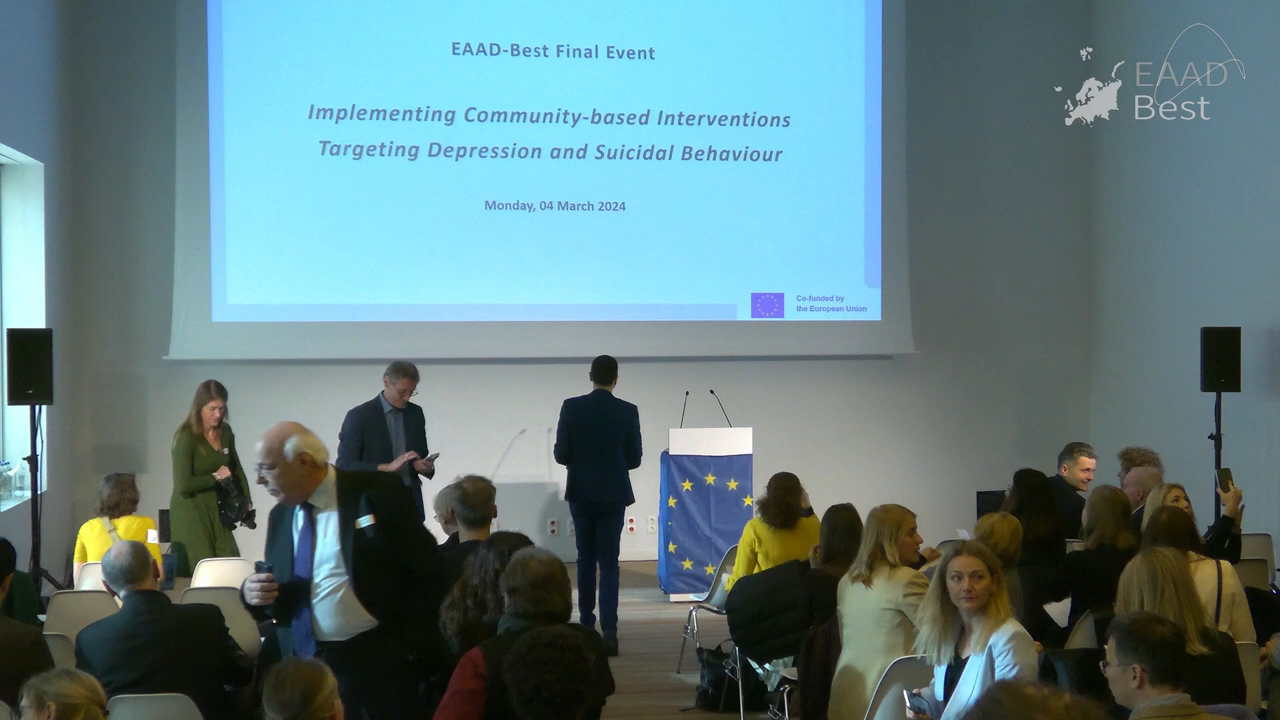 EAAD-Best Final Event
Implementing Community-based Interventions
Targeting Depression and Suicidal Behaviour
Monday, 04 March 2024
Co-funded by
the European Union
EAAD
Best